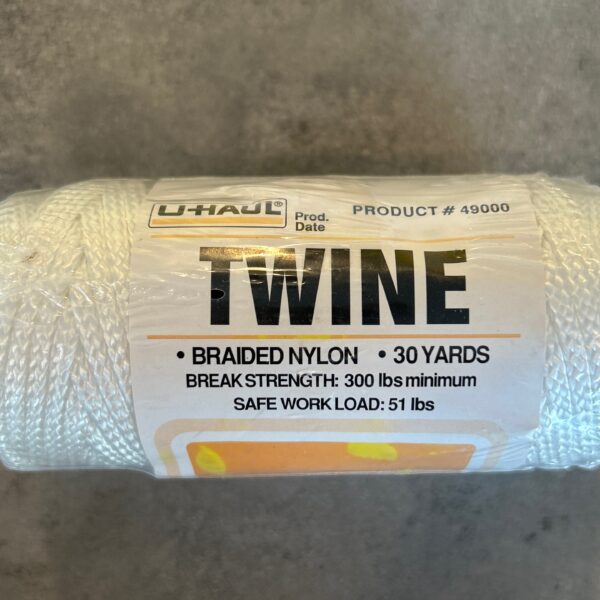 U-HAUL®
Prod. Date
PRODUCT # 49000
TWINE
• BRAIDED NYLON • 30 YARDS
BREAK STRENGTH: 300 lbs minimum
SAFE WORK LOAD: 51 lbs